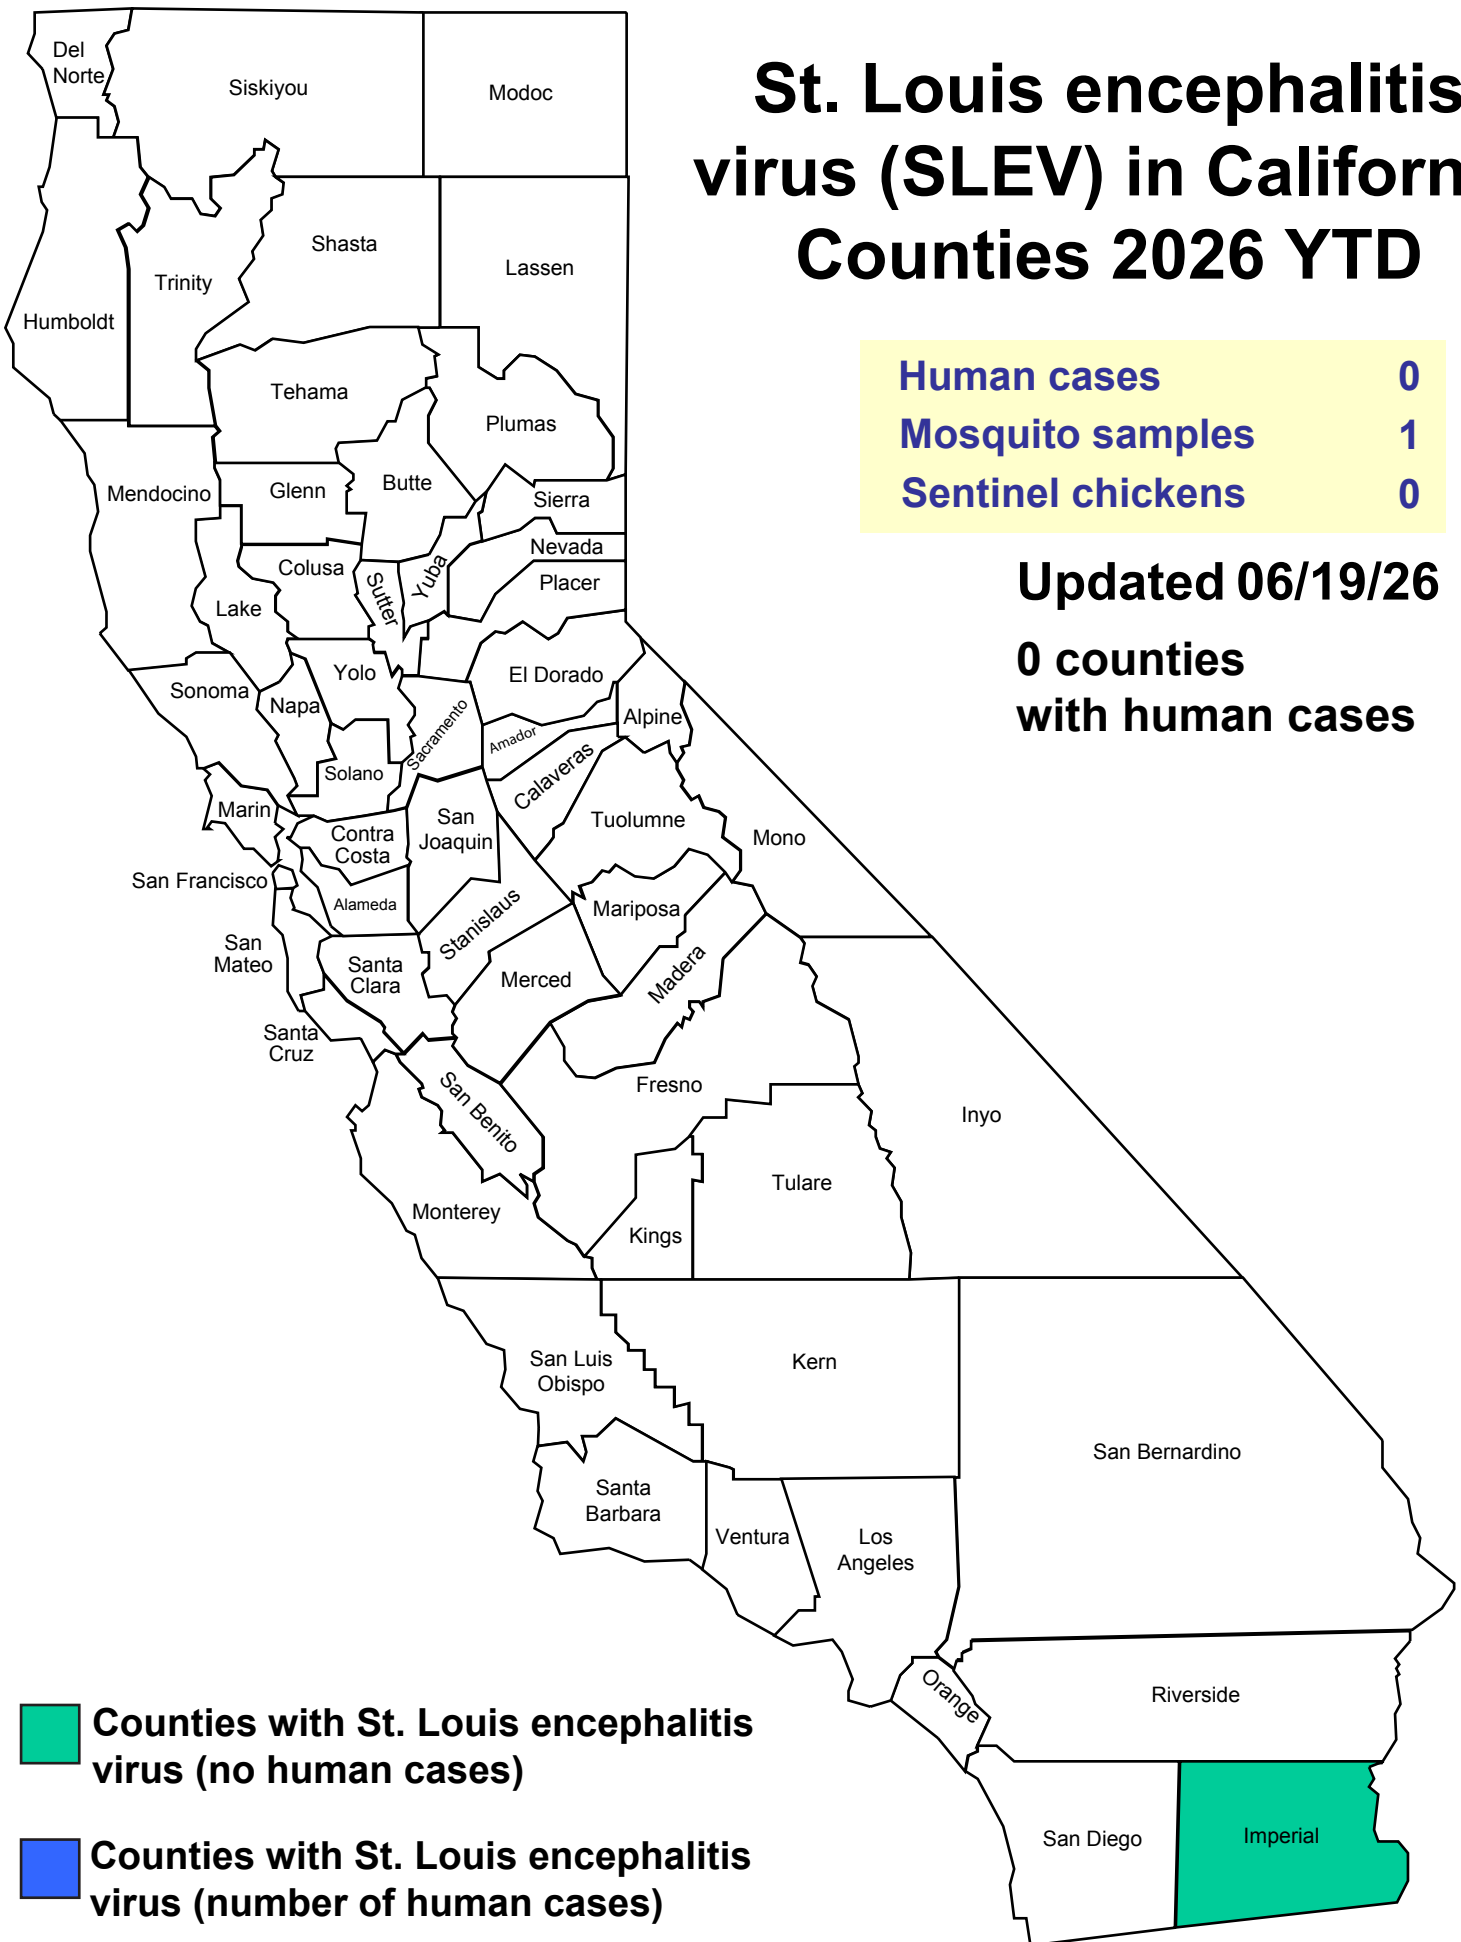 St. Louis encephalitis
virus (SLEV) in Californ
Counties 2026 YTD
Human cases 0
Mosquito samples 1
Sentinel chickens 0
Updated 06/19/26
0 counties
with human cases
Del
Norte
Siskiyou
Modoc
Shasta
Lassen
Trinity
Humboldt
Tehama
Plumas
Mendocino
Glenn
Butte
Sierra
Nevada
Colusa
Sutter
Yuba
Placer
Lake
Yolo
El Dorado
Sonoma
Napa
Sacramento
Amador
Alpine
Solano
Calaveras
Marin
Contra
Costa
San
Joaquin
Tuolumne
Mono
San Francisco
Alameda
Stanislaus
Mariposa
San
Mateo
Santa
Clara
Merced
Madera
Santa
Cruz
San Benito
Fresno
Inyo
Tulare
Monterey
Kings
San Luis
Obispo
Kern
San Bernardino
Santa
Barbara
Ventura
Los
Angeles
Orange
Riverside
San Diego
Imperial
Counties with St. Louis encephalitis
virus (no human cases)
Counties with St. Louis encephalitis
virus (number of human cases)